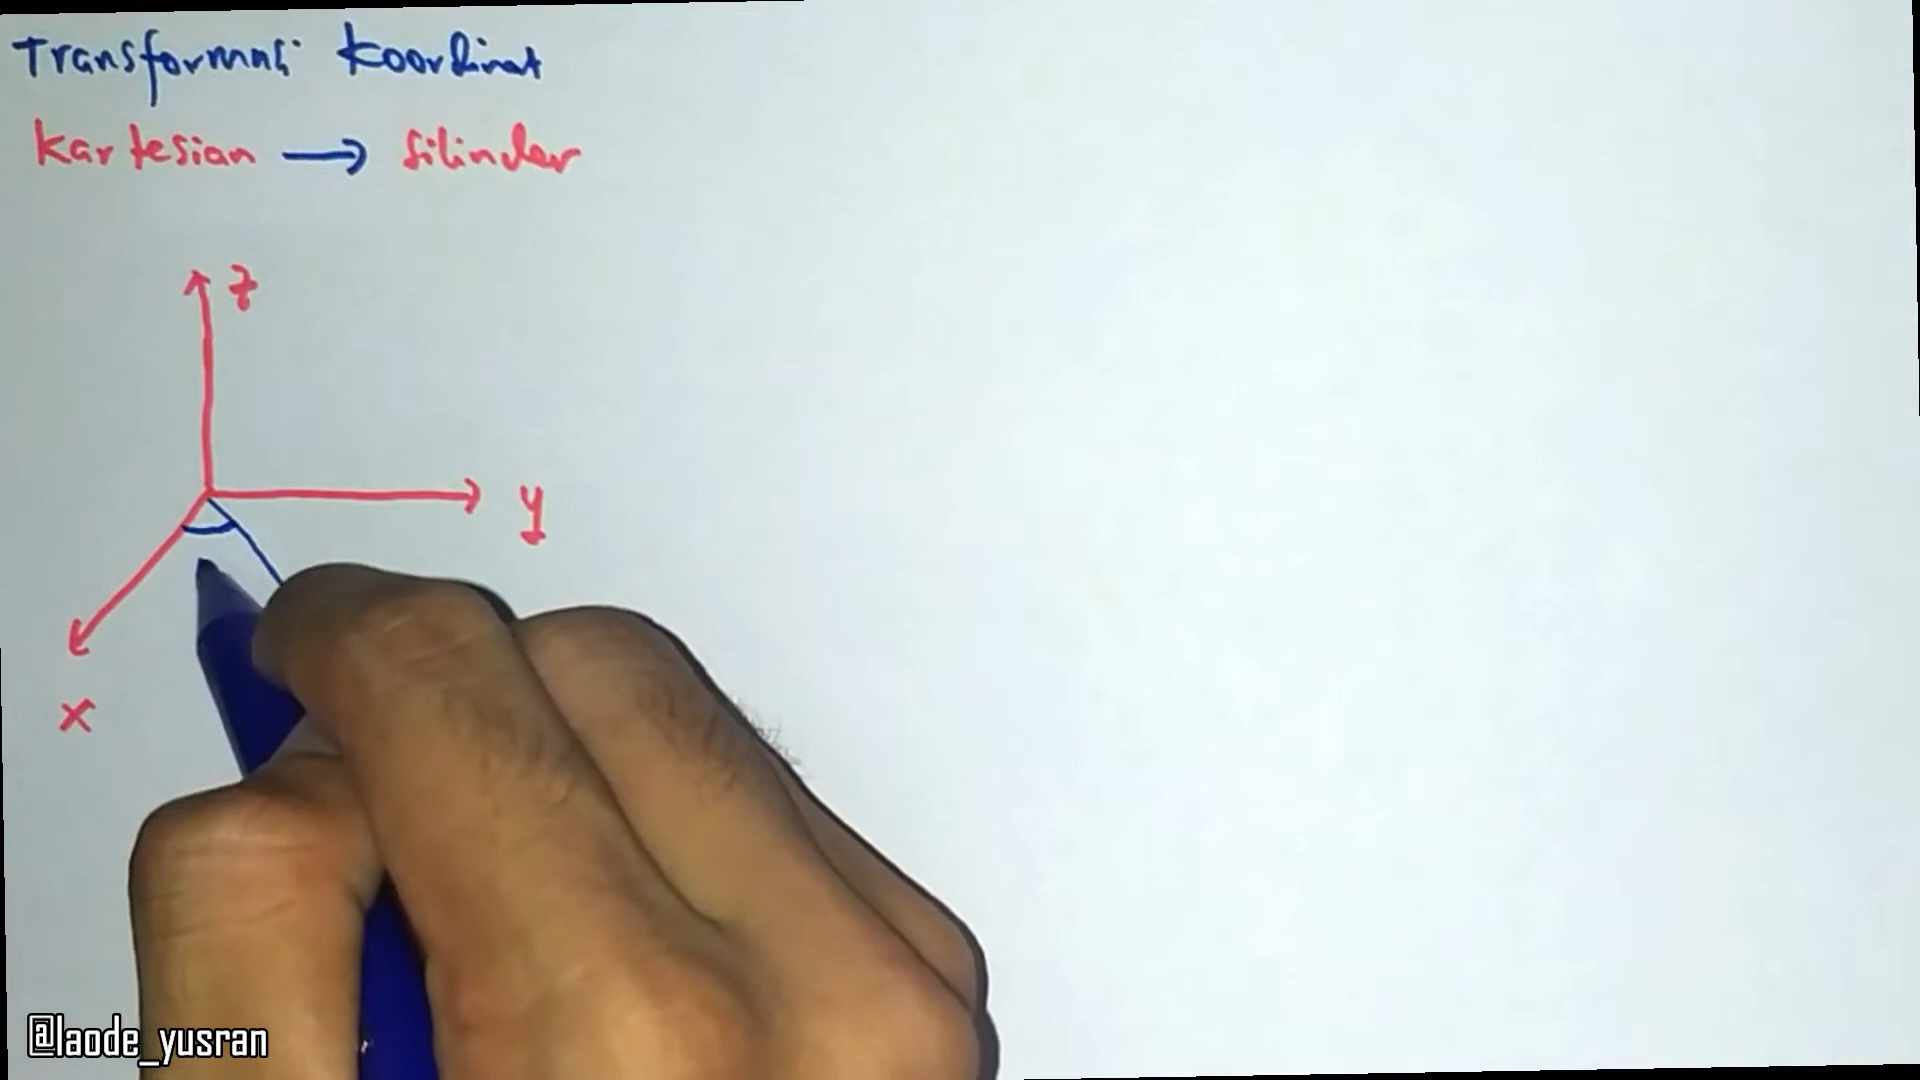 Transformasi Koordinat
Kartesian → Silinder
z
y
x
@laode_yusran